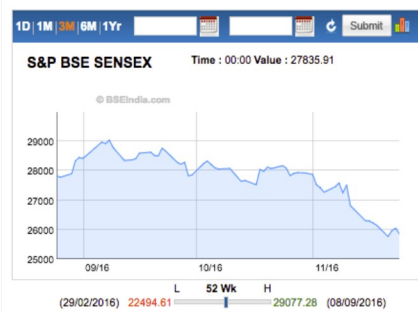 1D|1M|3M|6M|1Yr Submit
S&P BSE SENSEX Time : 00:00 Value : 27835.91
© BSEIndia.com
29000
28000
27000
26000
25000
09/16 10/16 11/16
L 52 Wk H
(29/02/2016) 22494.61 29077.28 (08/09/2016)